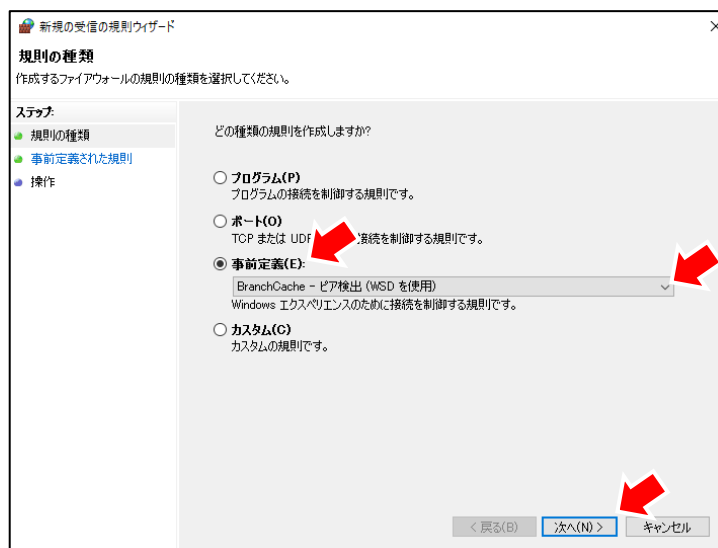 新規の受信の規則ウィザード
規則の種類
作成するファイアウォールの規則の種類を選択してください。
ステップ:
規則の種類
事前定義された規則
操作
どの種類の規則を作成しますか?
プログラム(P)
プログラムの接続を制御する規則です。
ポート(O)
TCP または 接続を制御する規則です。
事前定義(E):
BranchCache - ピア検出 (WSD を使用)
Windows エクスペリエンスのために接続を制御する規則です。
カスタム(C)
カスタムの規則です。
< 戻る(B)
次へ(N) >
キャンセル